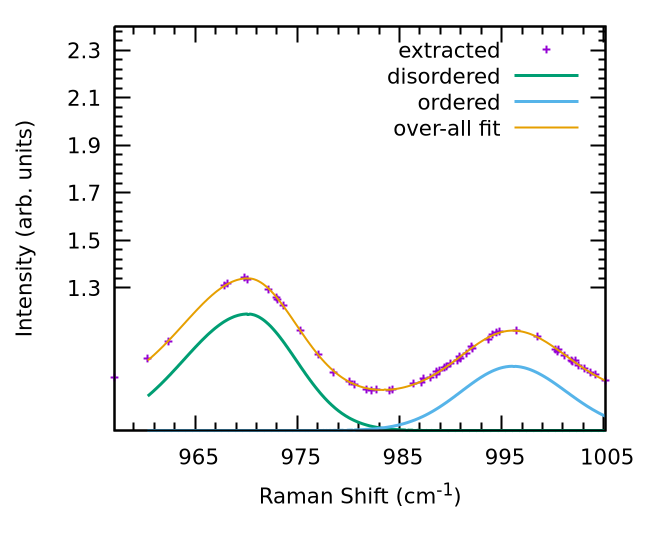 2.3
2.1
1.9
1.7
1.5
1.3
Intensity (arb. units)
extracted
disordered
ordered
over-all fit
965 975 985 995 1005
Raman Shift (cm-1)